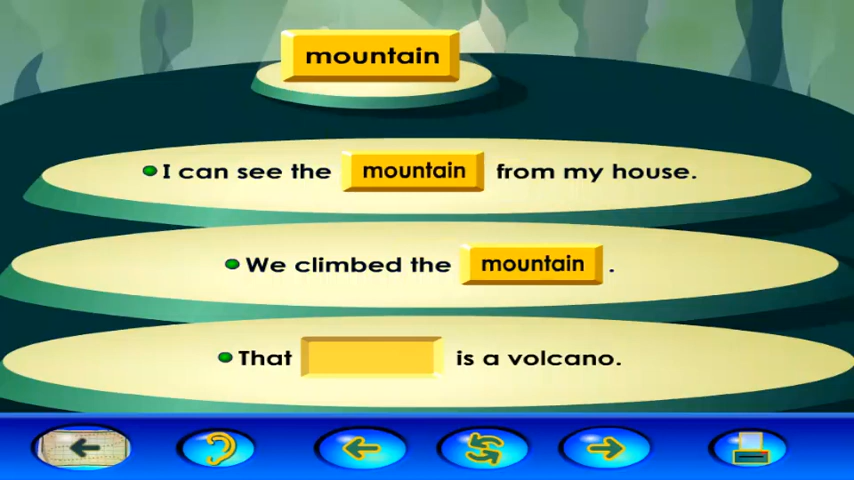 mountain
I can see the mountain from my house.
We climbed the mountain .
That is a volcano.